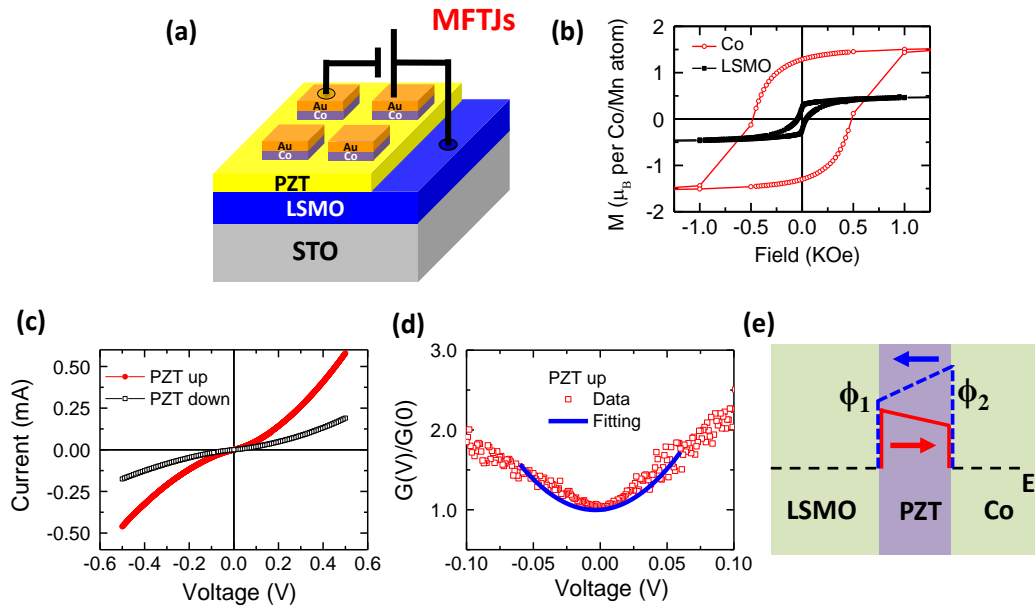 (a)
MFTJs
Au
Co
Au
Co
Au
Co
Au
Co
PZT
LSMO
STO
(b)
M (μB per Co/Mn atom)
2
1
0
-1
-2
Co
LSMO
-1.0
-0.5
0.0
0.5
1.0
Field (KOe)
(c)
Current (mA)
0.50
0.25
0.00
-0.25
-0.50
PZT up
PZT down
-0.6
-0.4
-0.2
0.0
0.2
0.4
0.6
Voltage (V)
(d)
G(V)/G(0)
3.0
2.0
1.0
PZT up
Data
Fitting
-0.10
-0.05
0.00
0.05
0.10
Voltage (V)
(e)
ϕ1
ϕ2
E
LSMO
PZT
Co